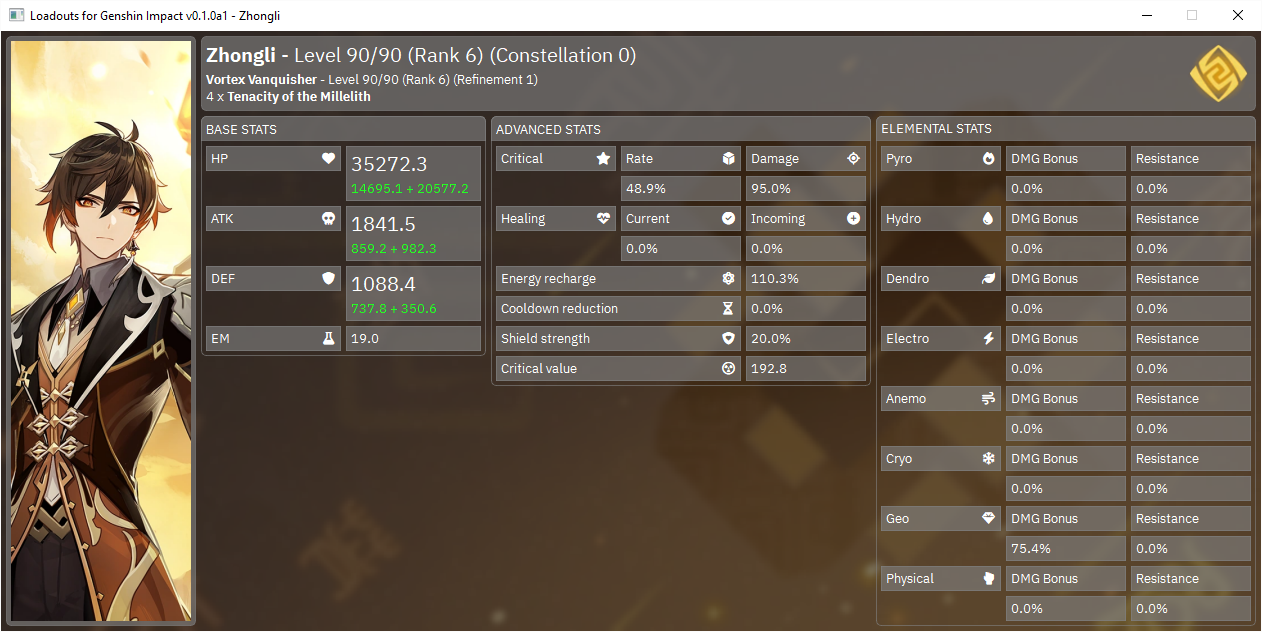 Loadouts for Genshin Impact v0.1.0a1 - Zhongli
Zhongli - Level 90/90 (Rank 6) (Constellation 0)
Vortex Vanquisher - Level 90/90 (Rank 6) (Refinement 1)
4 x Tenacity of the Millelith
BASE STATS
HP
35272.3
14695.1 + 20577.2
ATK
1841.5
859.2 + 982.3
DEF
1088.4
737.8 + 350.6
EM
19.0
ADVANCED STATS
Critical
Rate
Damage
48.9%
95.0%
Healing
Current
Incoming
0.0%
0.0%
Energy recharge
110.3%
Cooldown reduction
0.0%
Shield strength
20.0%
Critical value
192.8
ELEMENTAL STATS
Pyro
DMG Bonus
Resistance
0.0%
0.0%
Hydro
DMG Bonus
Resistance
0.0%
0.0%
Dendro
DMG Bonus
Resistance
0.0%
0.0%
Electro
DMG Bonus
Resistance
0.0%
0.0%
Anemo
DMG Bonus
Resistance
0.0%
0.0%
Cryo
DMG Bonus
Resistance
0.0%
0.0%
Geo
DMG Bonus
Resistance
75.4%
0.0%
Physical
DMG Bonus
Resistance
0.0%
0.0%